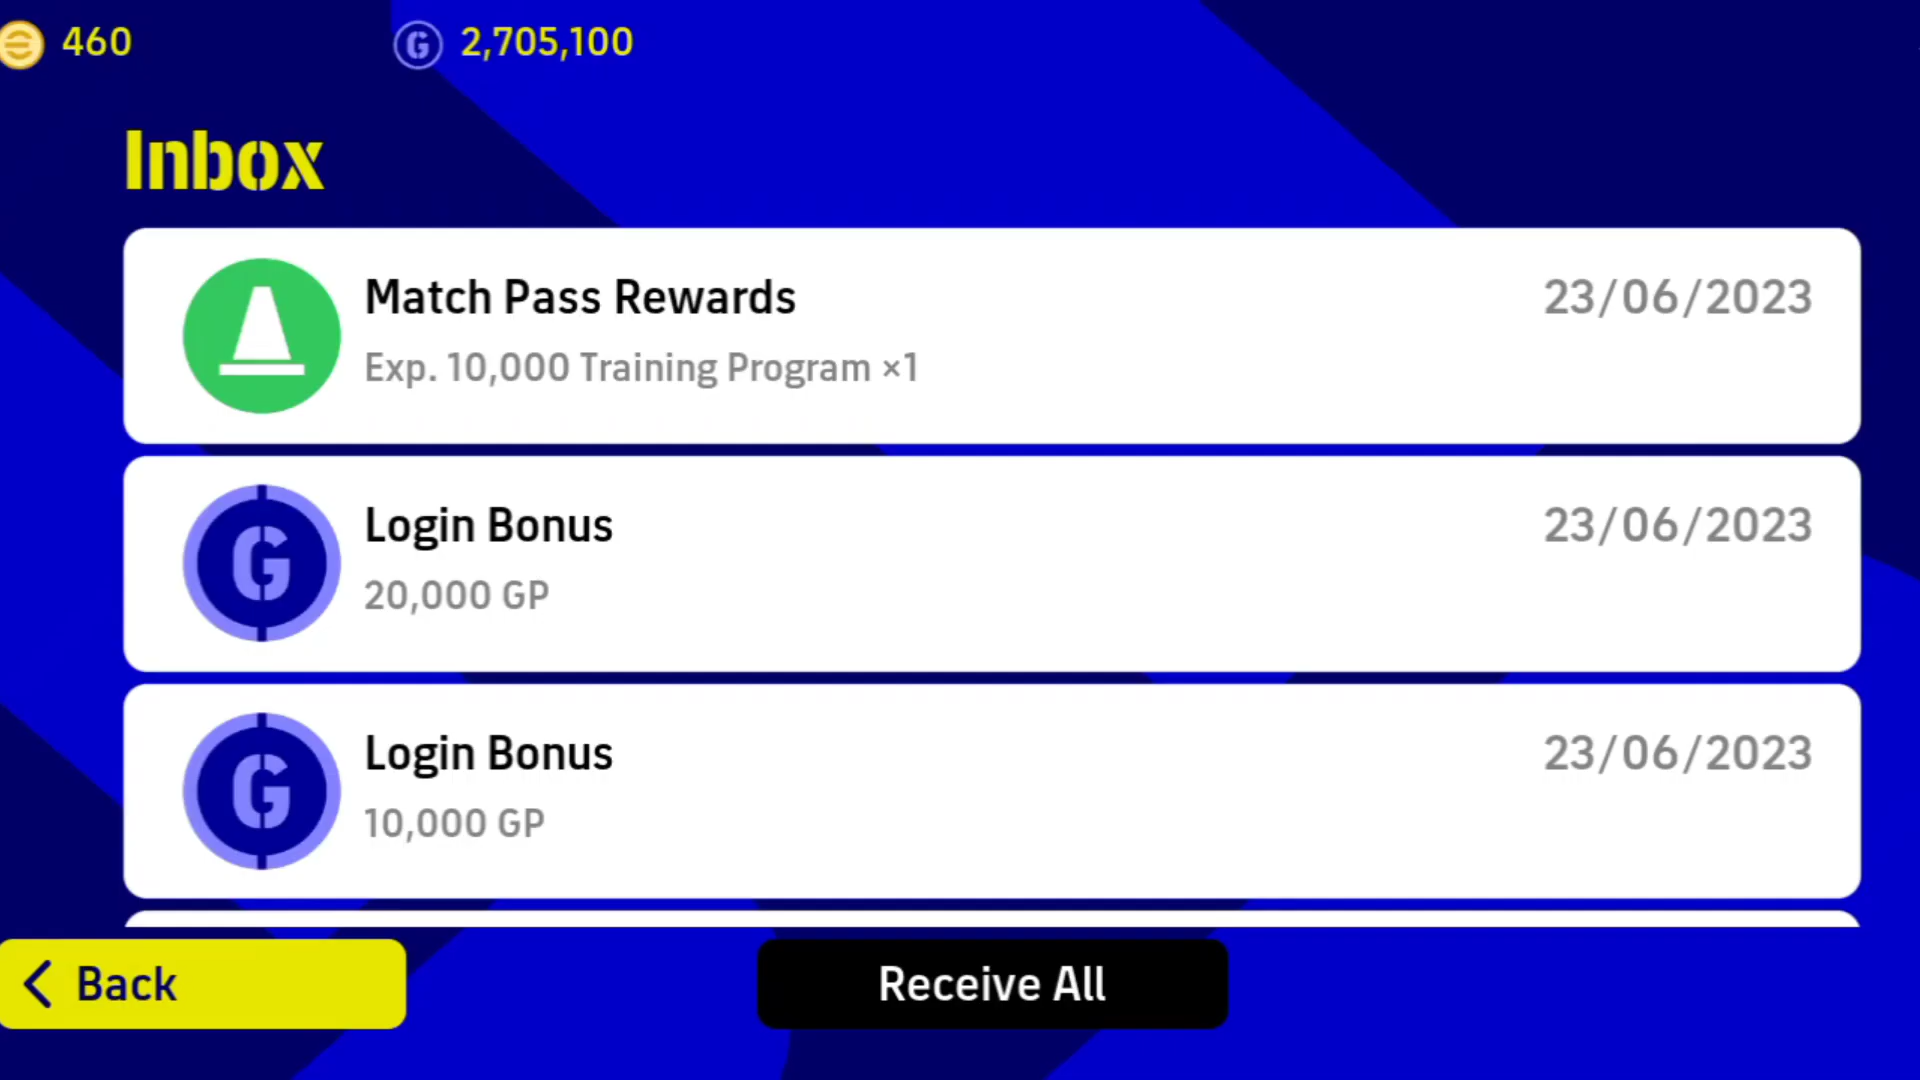 460
G 2,705,100
Inbox
Match Pass Rewards 23/06/2023
Exp. 10,000 Training Program ×1
G Login Bonus 23/06/2023
20,000 GP
G Login Bonus 23/06/2023
10,000 GP
Back
Receive All